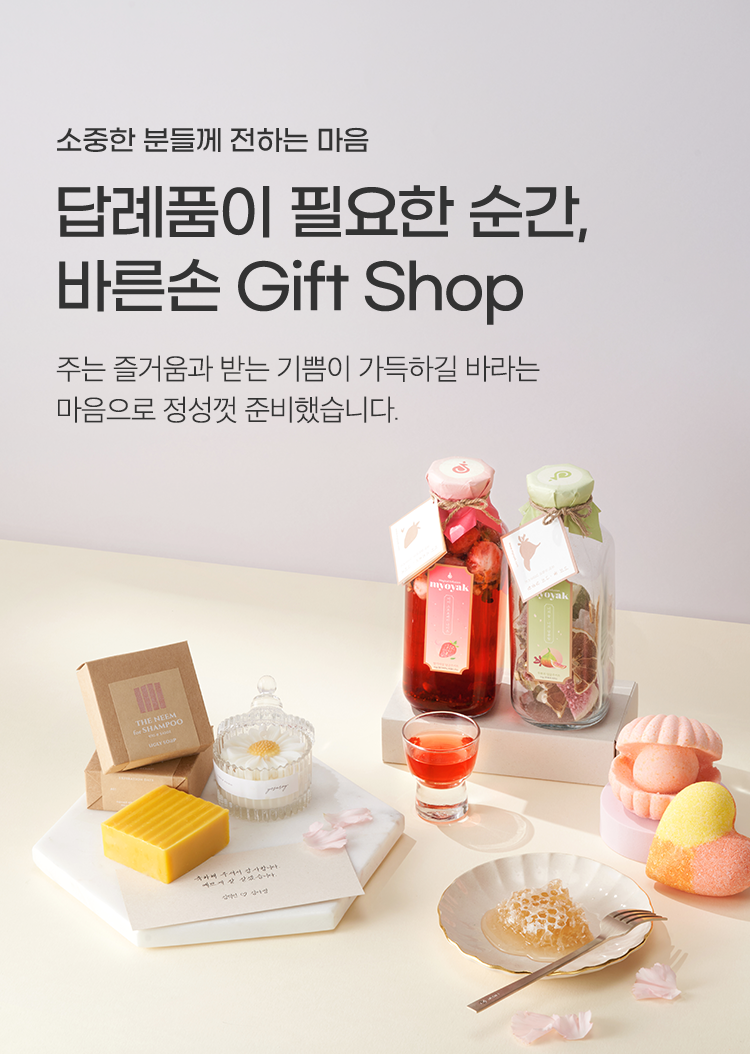 소중한 분들께 전하는 마음
답례품이 필요한 순간,
바른손 Gift Shop
주는 즐거움과 받는 기쁨이 가득하길 바라는
마음으로 정성껏 준비했습니다.
myoyak
myoyak
THE NEEM
for SHAMPOO